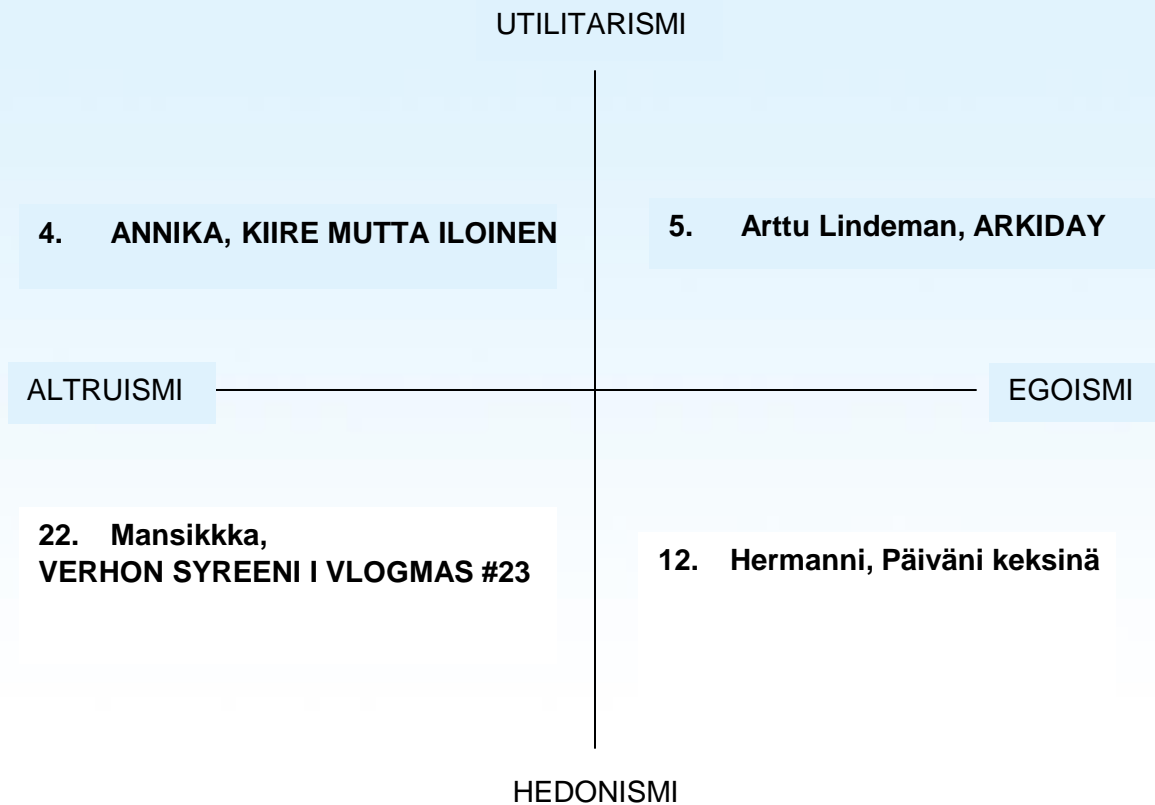 UTILITARISMI
4. ANNIKA, KIIRE MUTTA ILOINEN
5. Arttu Lindeman, ARKIDAY
ALTRUISMI
EGOISMI
22. Mansikkka,
VERHON SYREENI I VLOGMAS #23
12. Hermanni, Päiväni keksinä
HEDONISMI